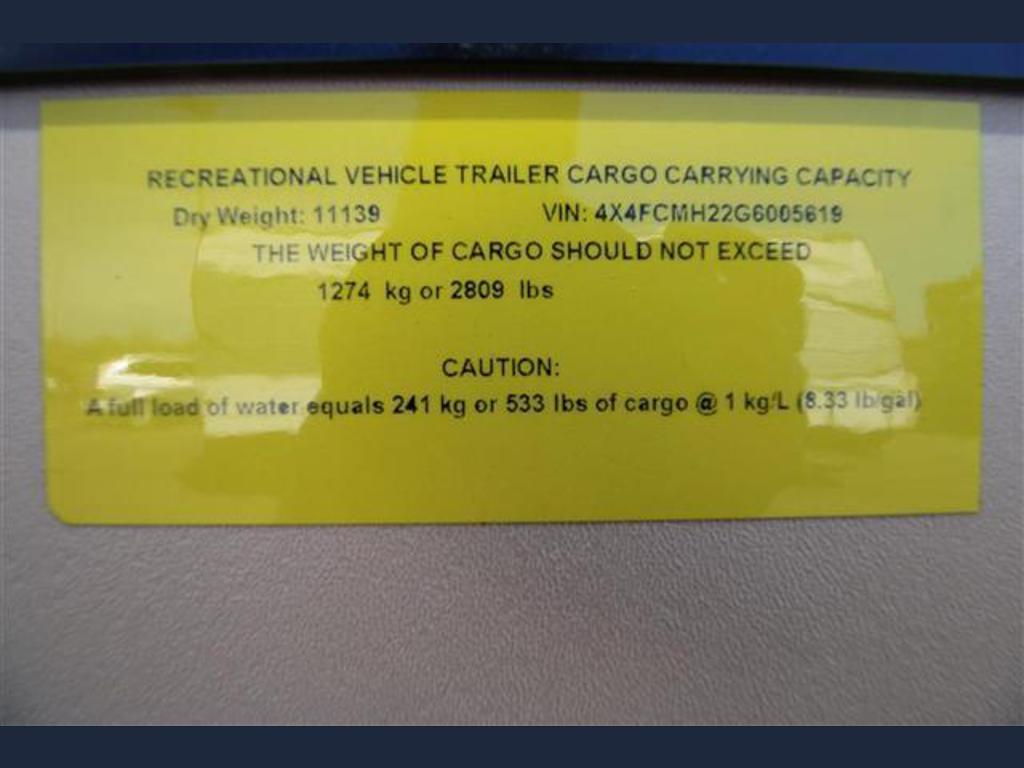 RECREATIONAL VEHICLE TRAILER CARGO CARRYING CAPACITY
Dry Weight: 11139 VIN: 4X4FCMH22G6005619
THE WEIGHT OF CARGO SHOULD NOT EXCEED
1274 kg or 2809 lbs
CAUTION:
A full load of water equals 241 kg or 533 lbs of cargo @ 1 kg/L (8.33 lb/gal)